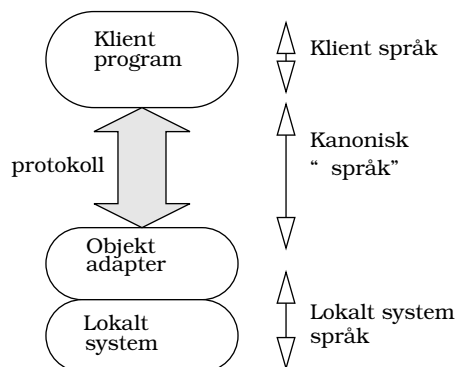 Klient
program
Klient språk
protokoll
Kanonisk
“ språk”
Objekt
adapter
Lokalt
system
Lokalt system
språk